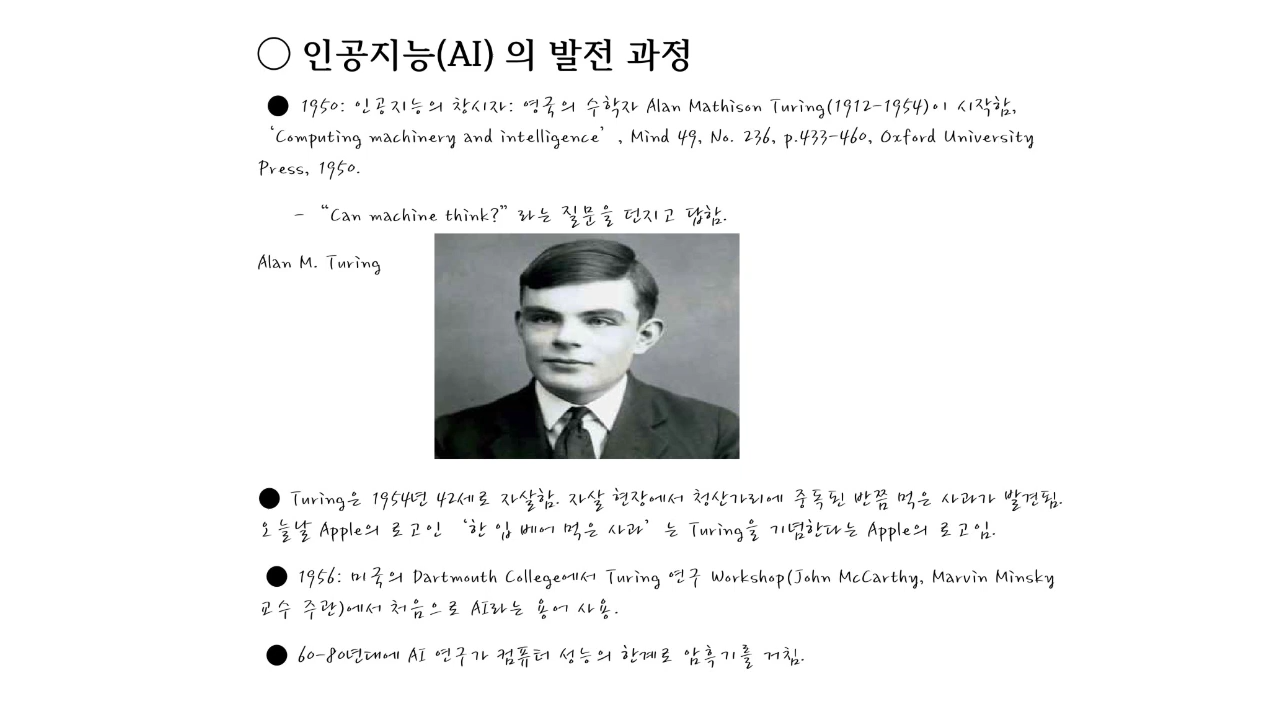 ○ 인공지능(AI) 의 발전 과정
● 1950: 인공지능의 창시자: 영국의 수학자 Alan Mathison Turing(1912-1954)이 시작함,
‘Computing machinery and intelligence’, Mind 49, No. 236, p.433-460, Oxford University
Press, 1950.
- “Can machine think?” 라는 질문을 던지고 답함.
Alan M. Turing
● Turing은 1954년 42세로 자살함. 자살 현장에서 청산가리에 중독된 반쯤 먹은 사과가 발견됨.
오늘날 Apple의 로고인 ‘한 입 베어 먹은 사과’ 는 Turing을 기념한다는 Apple의 로고임.
● 1956: 미국의 Dartmouth College에서 Turing 연구 Workshop(John McCarthy, Marvin Minsky
교수 주관)에서 처음으로 AI라는 용어 사용.
● 60-80년대에 AI 연구가 컴퓨터 성능의 한계로 암흑기를 거침.